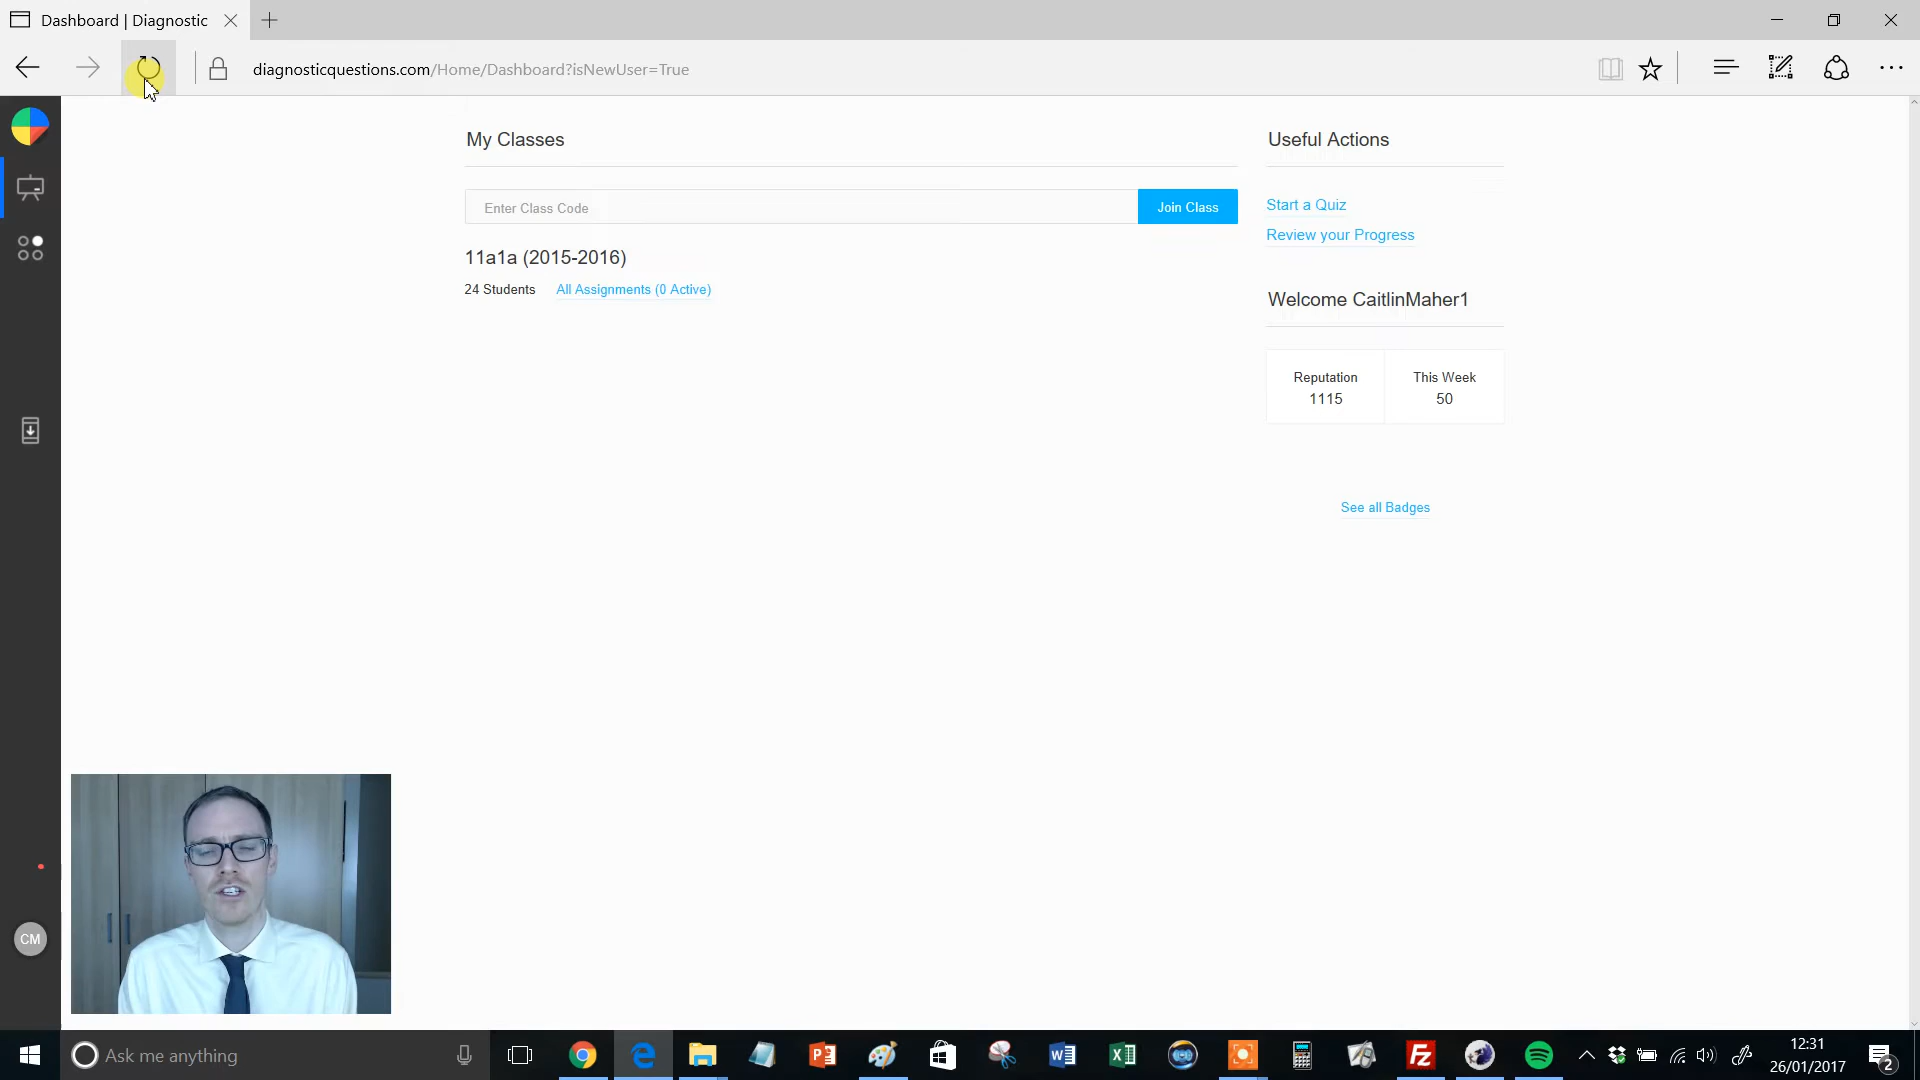 Dashboard | Diagnostic
diagnosticquestions.com/Home/Dashboard?isNewUser=True
My Classes
Enter Class Code
Join Class
11a1a (2015-2016)
24 Students
All Assignments (0 Active)
Useful Actions
Start a Quiz
Review your Progress
Welcome CaitlinMaher1
Reputation
1115
This Week
50
See all Badges
CM
Ask me anything
12:31
26/01/2017
2